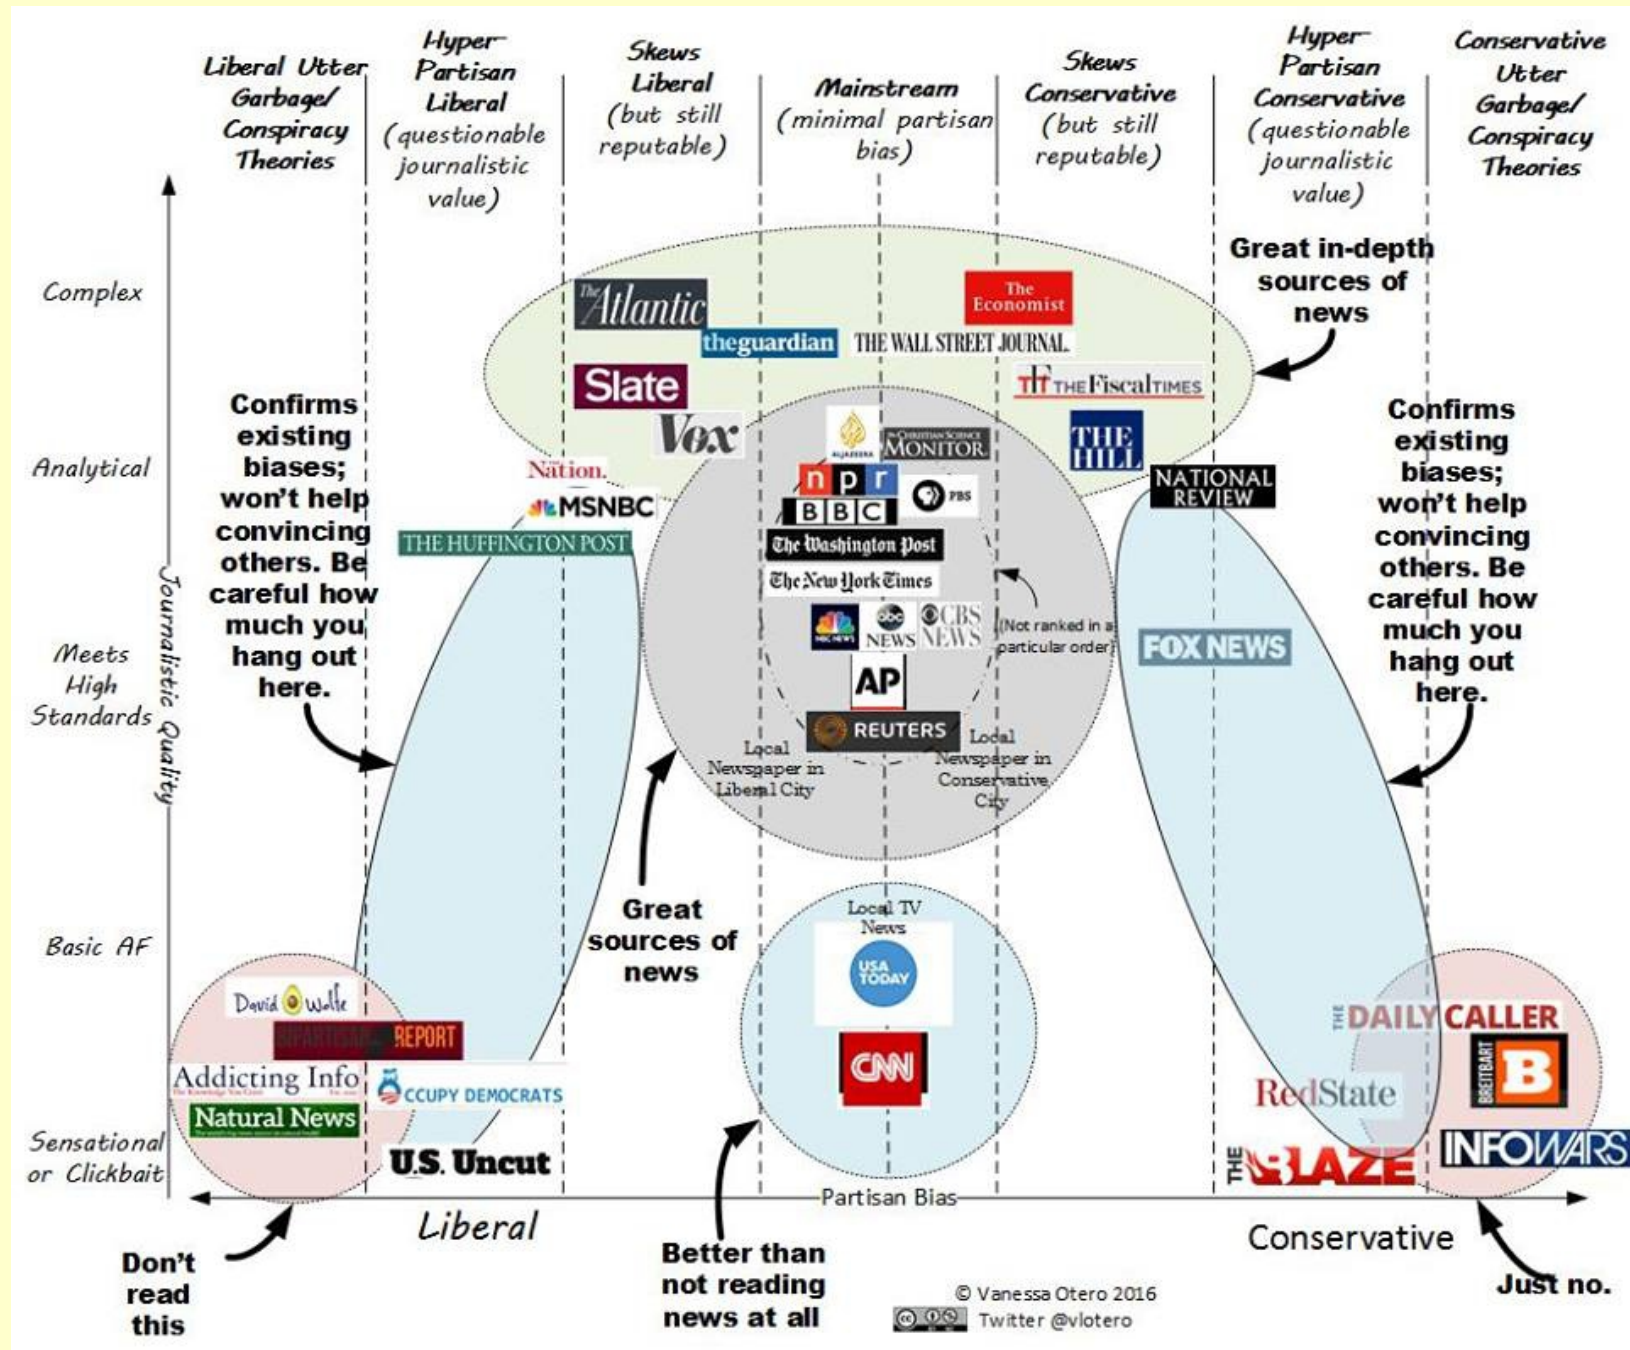 Liberal Utter
Garbage/
Conspiracy
Theories
Hyper-
Partisan
Liberal
(questionable
journalistic
value)
Skews
Liberal
(but still
reputable)
Mainstream
(minimal partisan
bias)
Skews
Conservative
(but still
reputable)
Hyper-
Partisan
Conservative
(questionable
journalistic
value)
Conservative
Utter
Garbage/
Conspiracy
Theories
Journalistic Quality
Complex
Analytical
Meets
High
Standards
Basic AF
Sensational
or Clickbait
Great in-depth
sources of
news
The Atlantic
theguardian
Slate
Vox
The
Economist
THE WALL STREET JOURNAL.
TFT THE FISCAL TIMES
THE
HILL
Confirms
existing
biases;
won't help
convincing
others. Be
careful how
much you
hang out
here.
The Nation.
MSNBC
THE HUFFINGTON POST
ALJAZEERA
The CHRISTIAN SCIENCE
MONITOR
npr
PBS
BBC
The Washington Post
The New York Times
NBC NEWS
abc
NEWS
CBS
NEWS
(Not ranked in a
particular order)
AP
REUTERS
Local
Newspaper in
Liberal City
Local
Newspaper in
Conservative
City
NATIONAL
REVIEW
FOX NEWS
Confirms
existing
biases;
won't help
convincing
others. Be
careful how
much you
hang out
here.
Great
sources of
news
Local TV
News
USA
TODAY
CNN
David Wolfe
BIPARTISAN REPORT
Addicting Info
Natural News
OCCUPY DEMOCRATS
U.S. Uncut
THE DAILY CALLER
BREITBART
B
RedState
INFOWARS
THE BLAZE
Partisan Bias
Liberal
Conservative
Don't
read
this
Better than
not reading
news at all
Just no.
© Vanessa Otero 2016
cc
Twitter @vlotero